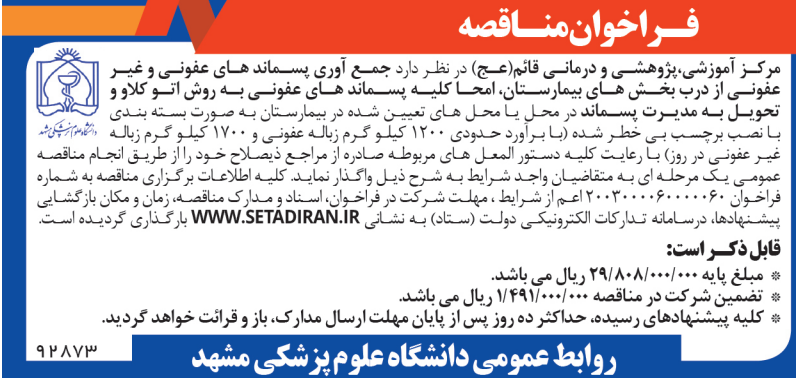 فراخوان مناقصه
دانشگاه علوم پزشکی مشهد
مرکز آموزشی،پژوهشی و درمانی قائم(عج) در نظر دارد جمع آوری پسماند های عفونی و غیر
عفونی از درب بخش های بیمارستان، امحا کلیه پسماند های عفونی به روش اتو کلاو و
تحویل به مدیرت پسماند در محل یا محل های تعیین شده در بیمارستان به صورت بسته بندی
با نصب برچسب بی خطر شده (با برآورد حدودی ۱۲۰۰ کیلو گرم زباله عفونی و ۱۷۰۰ کیلو گرم زباله
غیر عفونی در روز) با رعایت کلیه دستور المعل های مربوطه صادره از مراجع ذیصلاح خود را از طریق انجام مناقصه
عمومی یک مرحله ای به متقاضیان واجد شرایط به شرح ذیل واگذار نماید. کلیه اطلاعات برگزاری مناقصه به شماره
فراخوان ۲۰۰۳۰۰۰۰۶۰۰۰۰۰۶۰ اعم از شرایط ، مهلت شرکت در فراخوان، اسناد و مدارک مناقصه، زمان و مکان بازگشایی
پیشنهادها، درسامانه تدارکات الکترونیکی دولت (ستاد) به نشانی WWW.SETADIRAN.IR بارگذاری گردیده است.
قابل ذکر است:
* مبلغ پایه ۲۹/۸۰۸/۰۰۰/۰۰۰ ریال می باشد.
* تضمین شرکت در مناقصه ۱/۴۹۱/۰۰۰/۰۰۰ ریال می باشد.
* کلیه پیشنهادهای رسیده، حداکثر ده روز پس از پایان مهلت ارسال مدارک، باز و قرائت خواهد گردید.
روابط عمومی دانشگاه علوم پزشکی مشهد
۹۲۸۷۳